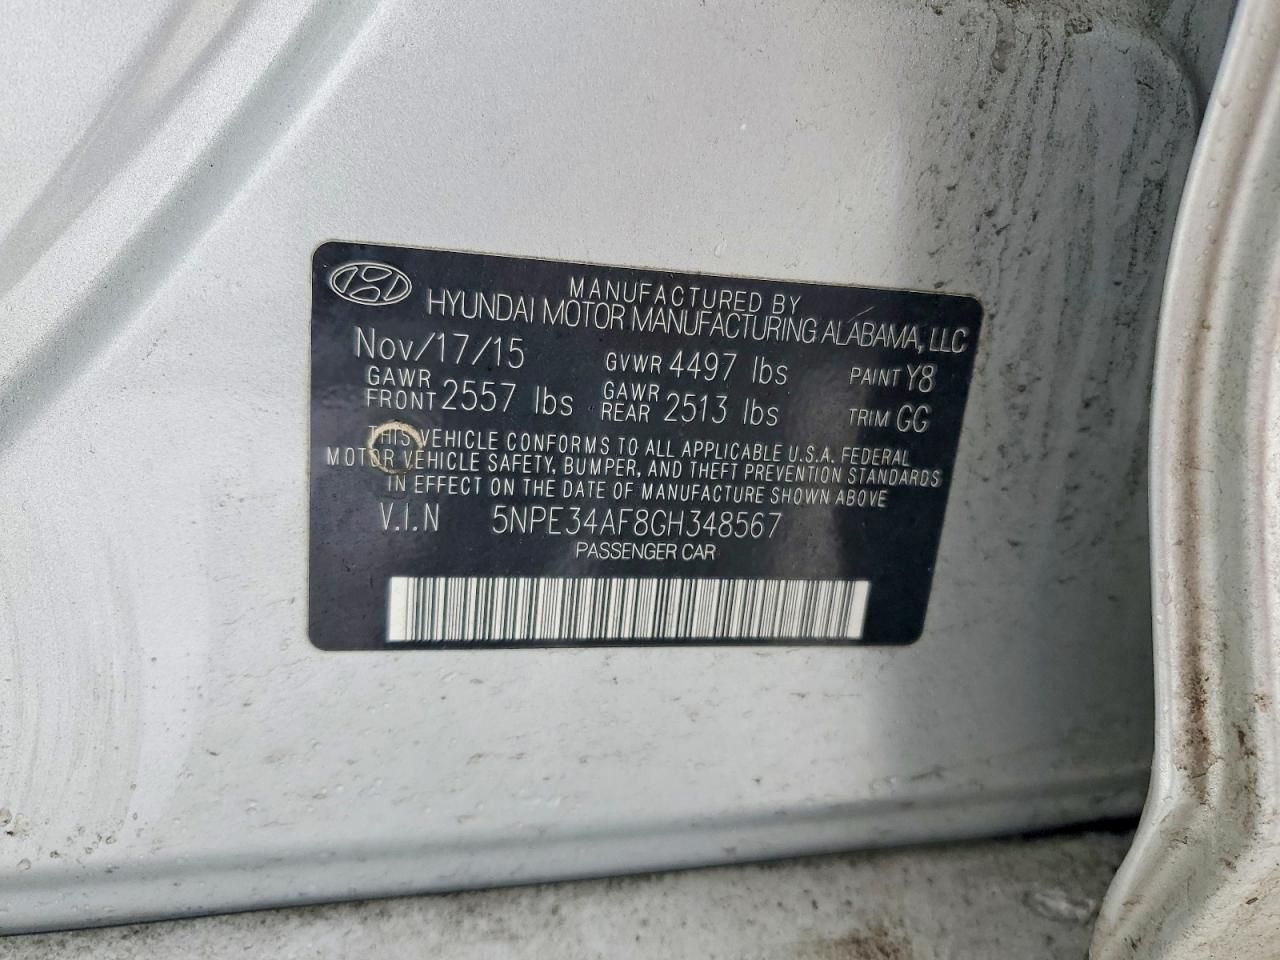 MANUFACTURED BY
HYUNDAI MOTOR MANUFACTURING ALABAMA, LLC
Nov/17/15 GVWR 4497 lbs PAINT Y8
GAWR FRONT 2557 lbs GAWR REAR 2513 lbs TRIM GG
THIS VEHICLE CONFORMS TO ALL APPLICABLE U.S.A. FEDERAL
MOTOR VEHICLE SAFETY, BUMPER, AND THEFT PREVENTION STANDARDS
IN EFFECT ON THE DATE OF MANUFACTURE SHOWN ABOVE
V.I.N 5NPE34AF8GH348567
PASSENGER CAR